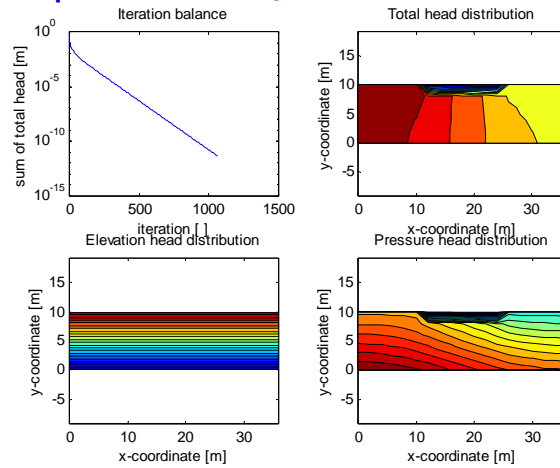 Iteration balance
10^0
10^-5
10^-10
10^-15
sum of total head [m]
0 500 1000 1500
iteration [ ]
Total head distribution
15
10
5
0
-5
y-coordinate [m]
0 10 20 30
x-coordinate [m]
Elevation head distribution
15
10
5
0
-5
y-coordinate [m]
0 10 20 30
x-coordinate [m]
Pressure head distribution
15
10
5
0
-5
y-coordinate [m]
0 10 20 30
x-coordinate [m]